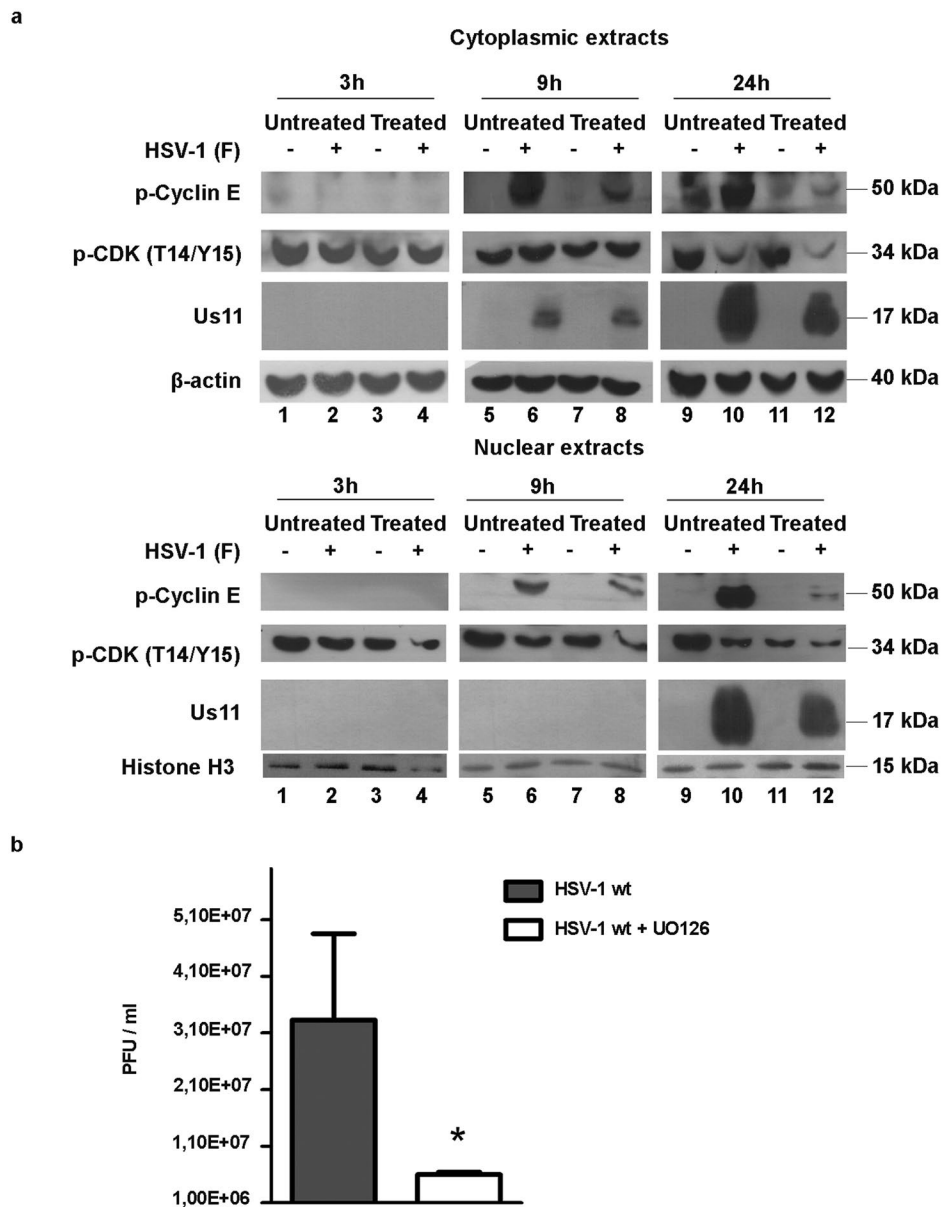 a
Cytoplasmic extracts
3h 9h 24h
Untreated Treated Untreated Treated Untreated Treated
HSV-1 (F) - + - + - + - + - + - +
p-Cyclin E 50 kDa
p-CDK (T14/Y15) 34 kDa
Us11 17 kDa
β-actin 40 kDa
1 2 3 4 5 6 7 8 9 10 11 12
Nuclear extracts
3h 9h 24h
Untreated Treated Untreated Treated Untreated Treated
HSV-1 (F) - + - + - + - + - + - +
p-Cyclin E 50 kDa
p-CDK (T14/Y15) 34 kDa
Us11 17 kDa
Histone H3 15 kDa
1 2 3 4 5 6 7 8 9 10 11 12
b
HSV-1 wt
HSV-1 wt + UO126
PFU / ml
5,10E+07
4,10E+07
3,10E+07
2,10E+07
1,10E+07
1,00E+06
*